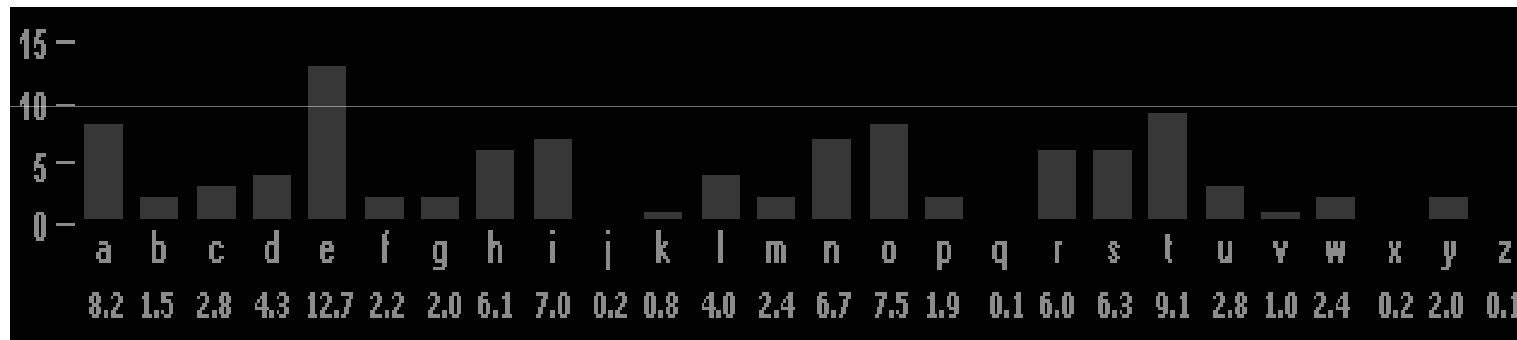 15
10
5
0
a b c d e f g h i j k l m n o p q r s t u v w x y z
8.2 1.5 2.8 4.3 12.7 2.2 2.0 6.1 7.0 0.2 0.8 4.0 2.4 6.7 7.5 1.9 0.1 6.0 6.3 9.1 2.8 1.0 2.4 0.2 2.0 0.1